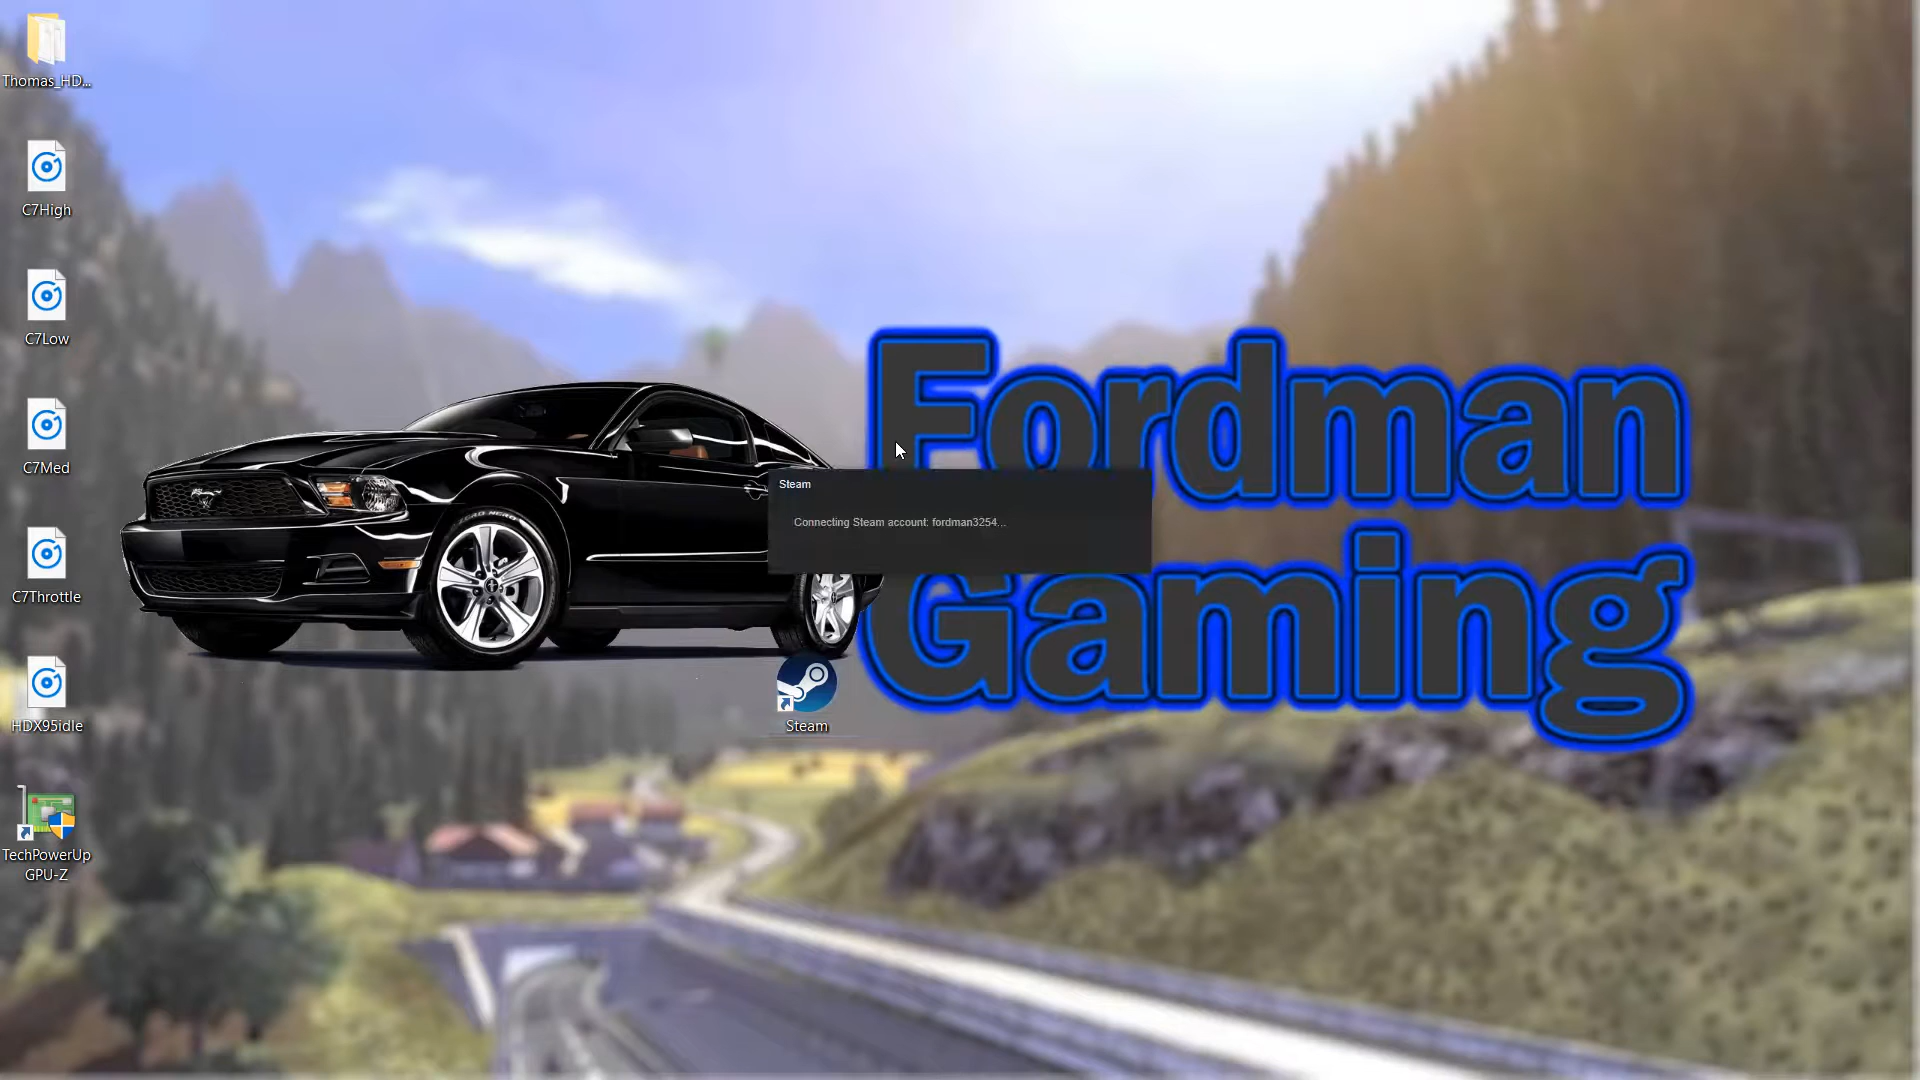 Thomas_HD...
C7High
C7Low
C7Med
C7Throttle
HDX95idle
TechPowerUp
GPU-Z
Fordman
Gaming
Steam
Connecting Steam account: fordman3254...
Steam